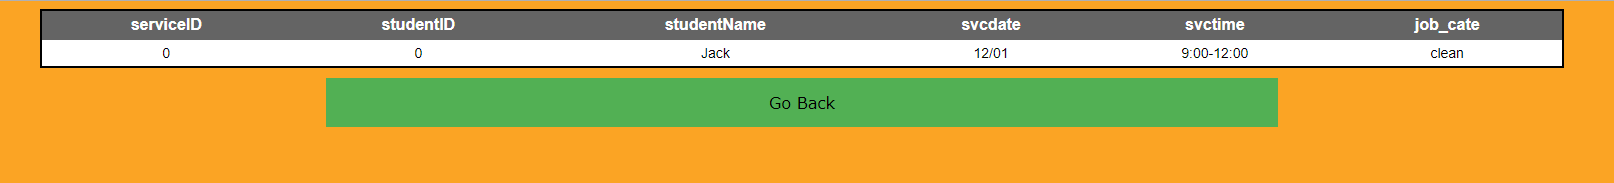 serviceID studentID studentName svcdate svctime job_cate
0 0 Jack 12/01 9:00-12:00 clean
Go Back